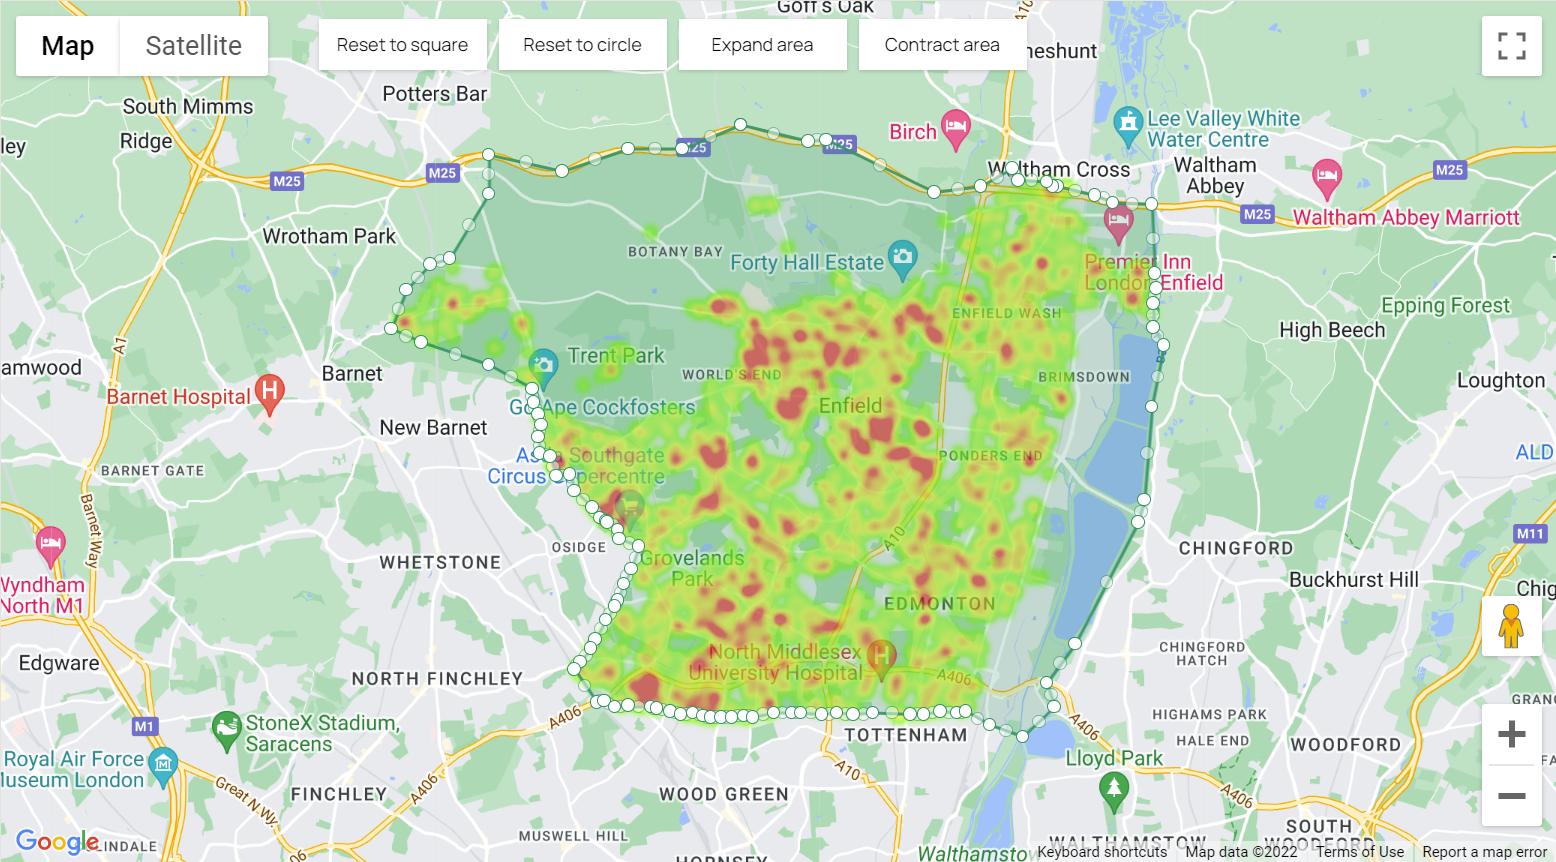 Goff's Oak
Map
Satellite
Reset to square
Reset to circle
Expand area
Contract area
A10
neshunt
Potters Bar
South Mimms
Ridge
ley
Birch
Lee Valley White
Water Centre
M25
M25
M25
M25
M25
M25
Waltham Cross
Waltham
Abbey
Waltham Abbey Marriott
Wrotham Park
BOTANY BAY
Forty Hall Estate
Premier Inn
London Enfield
Epping Forest
ENFIELD WASH
High Beech
A1
amwood
Barnet
Trent Park
WORLD'S END
BRIMSDOWN
Loughton
Barnet Hospital
Go Ape Cockfosters
Enfield
New Barnet
Asda Southgate
Circus Supercentre
PONDERS END
ALD
BARNET GATE
Barnet Way
A10
M11
OSIDGE
Grovelands
Park
WHETSTONE
CHINGFORD
Buckhurst Hill
Chig
Wyndham
North M1
EDMONTON
North Middlesex
University Hospital
A406
CHINGFORD
HATCH
Edgware
NORTH FINCHLEY
GRANG
A406
M1
StoneX Stadium,
Saracens
TOTTENHAM
A406
HIGHAMS PARK
HALE END
WOODFORD
Royal Air Force
Museum London
Lloyd Park
A10
FINCHLEY
A406
Great N Wy
WOOD GREEN
A406
MUSWELL HILL
SOUTH
WOODFORD
WALTHAMSTOW
Google
COLINDALE
HORNSEY
Walthamstow
Keyboard shortcuts
Map data ©2022
Terms of Use
Report a map error